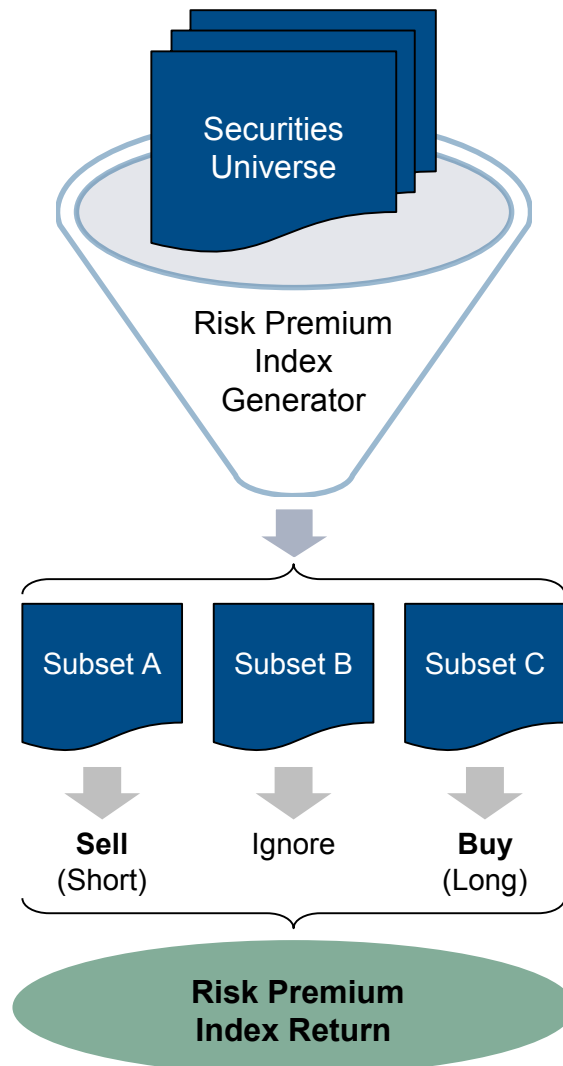 Securities
Universe
Risk Premium
Index
Generator
Subset A
Subset B
Subset C
Sell
(Short)
Ignore
Buy
(Long)
Risk Premium
Index Return